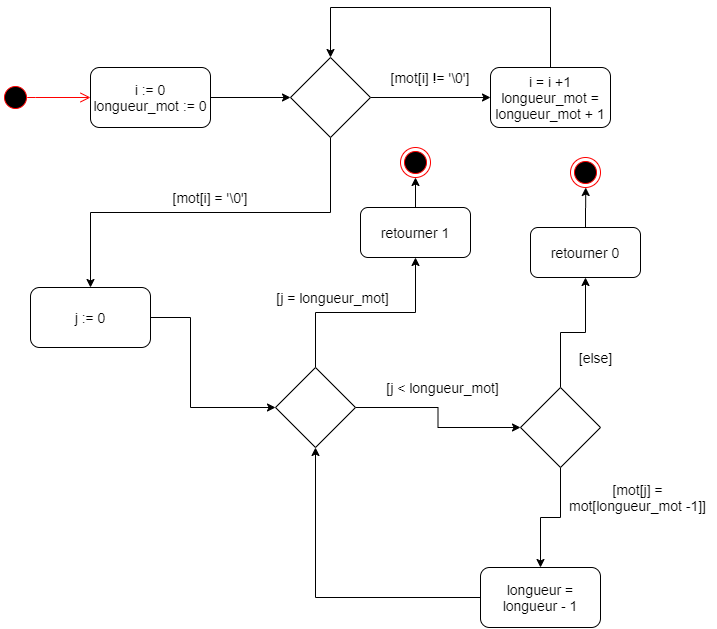 i := 0
longueur_mot := 0
[mot[i] != '\0']
i = i +1
longueur_mot =
longueur_mot + 1
[mot[i] = '\0']
retourner 1
retourner 0
j := 0
[j = longueur_mot]
[else]
[j < longueur_mot]
[mot[j] =
mot[longueur_mot -1]]
longueur =
longueur - 1